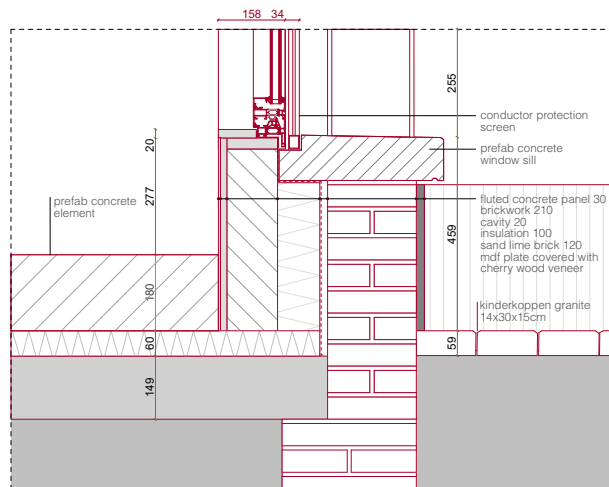 158 34
255
conductor protection
screen
prefab concrete
window sill
20
277
prefab concrete
element
fluted concrete panel 30
brickwork 210
cavity 20
insulation 100
sand lime brick 120
mdf plate covered with
cherry wood veneer
459
180
kinderkoppen granite
14x30x15cm
60
59
149